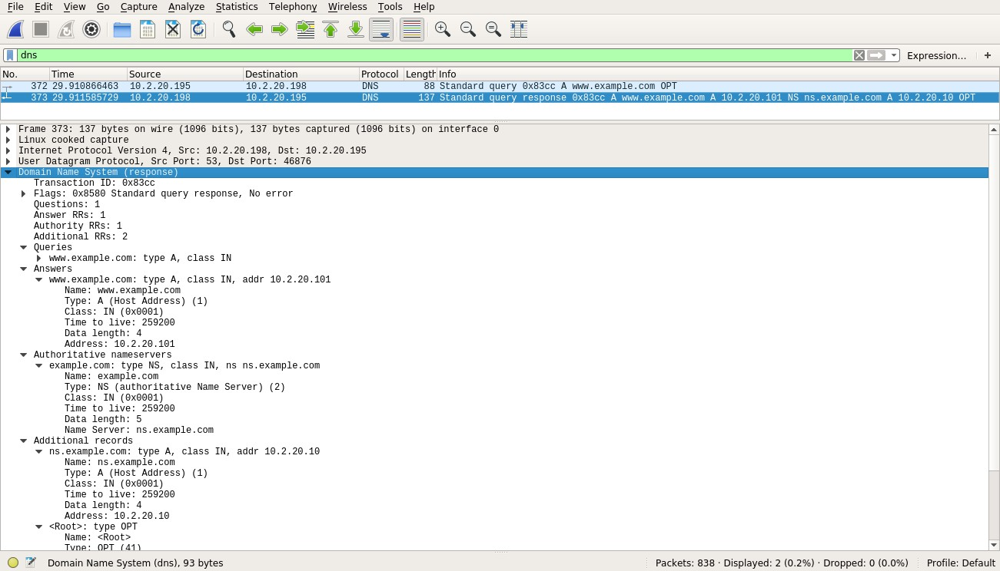 File Edit View Go Capture Analyze Statistics Telephony Wireless Tools Help
dns Expression... +
No. Time Source Destination Protocol Length Info
372 29.910866463 10.2.20.195 10.2.20.198 DNS 88 Standard query 0x83cc A www.example.com OPT
373 29.911585729 10.2.20.198 10.2.20.195 DNS 137 Standard query response 0x83cc A www.example.com A 10.2.20.101 NS ns.example.com A 10.2.20.10 OPT
Frame 373: 137 bytes on wire (1096 bits), 137 bytes captured (1096 bits) on interface 0
Linux cooked capture
Internet Protocol Version 4, Src: 10.2.20.198, Dst: 10.2.20.195
User Datagram Protocol, Src Port: 53, Dst Port: 46876
Domain Name System (response)
Transaction ID: 0x83cc
Flags: 0x8580 Standard query response, No error
Questions: 1
Answer RRs: 1
Authority RRs: 1
Additional RRs: 2
Queries
www.example.com: type A, class IN
Answers
www.example.com: type A, class IN, addr 10.2.20.101
Name: www.example.com
Type: A (Host Address) (1)
Class: IN (0x0001)
Time to live: 259200
Data length: 4
Address: 10.2.20.101
Authoritative nameservers
example.com: type NS, class IN, ns ns.example.com
Name: example.com
Type: NS (authoritative Name Server) (2)
Class: IN (0x0001)
Time to live: 259200
Data length: 5
Name Server: ns.example.com
Additional records
ns.example.com: type A, class IN, addr 10.2.20.10
Name: ns.example.com
Type: A (Host Address) (1)
Class: IN (0x0001)
Time to live: 259200
Data length: 4
Address: 10.2.20.10
<Root>: type OPT
Name: <Root>
Type: OPT (41)
Domain Name System (dns), 93 bytes Packets: 838 · Displayed: 2 (0.2%) · Dropped: 0 (0.0%) Profile: Default